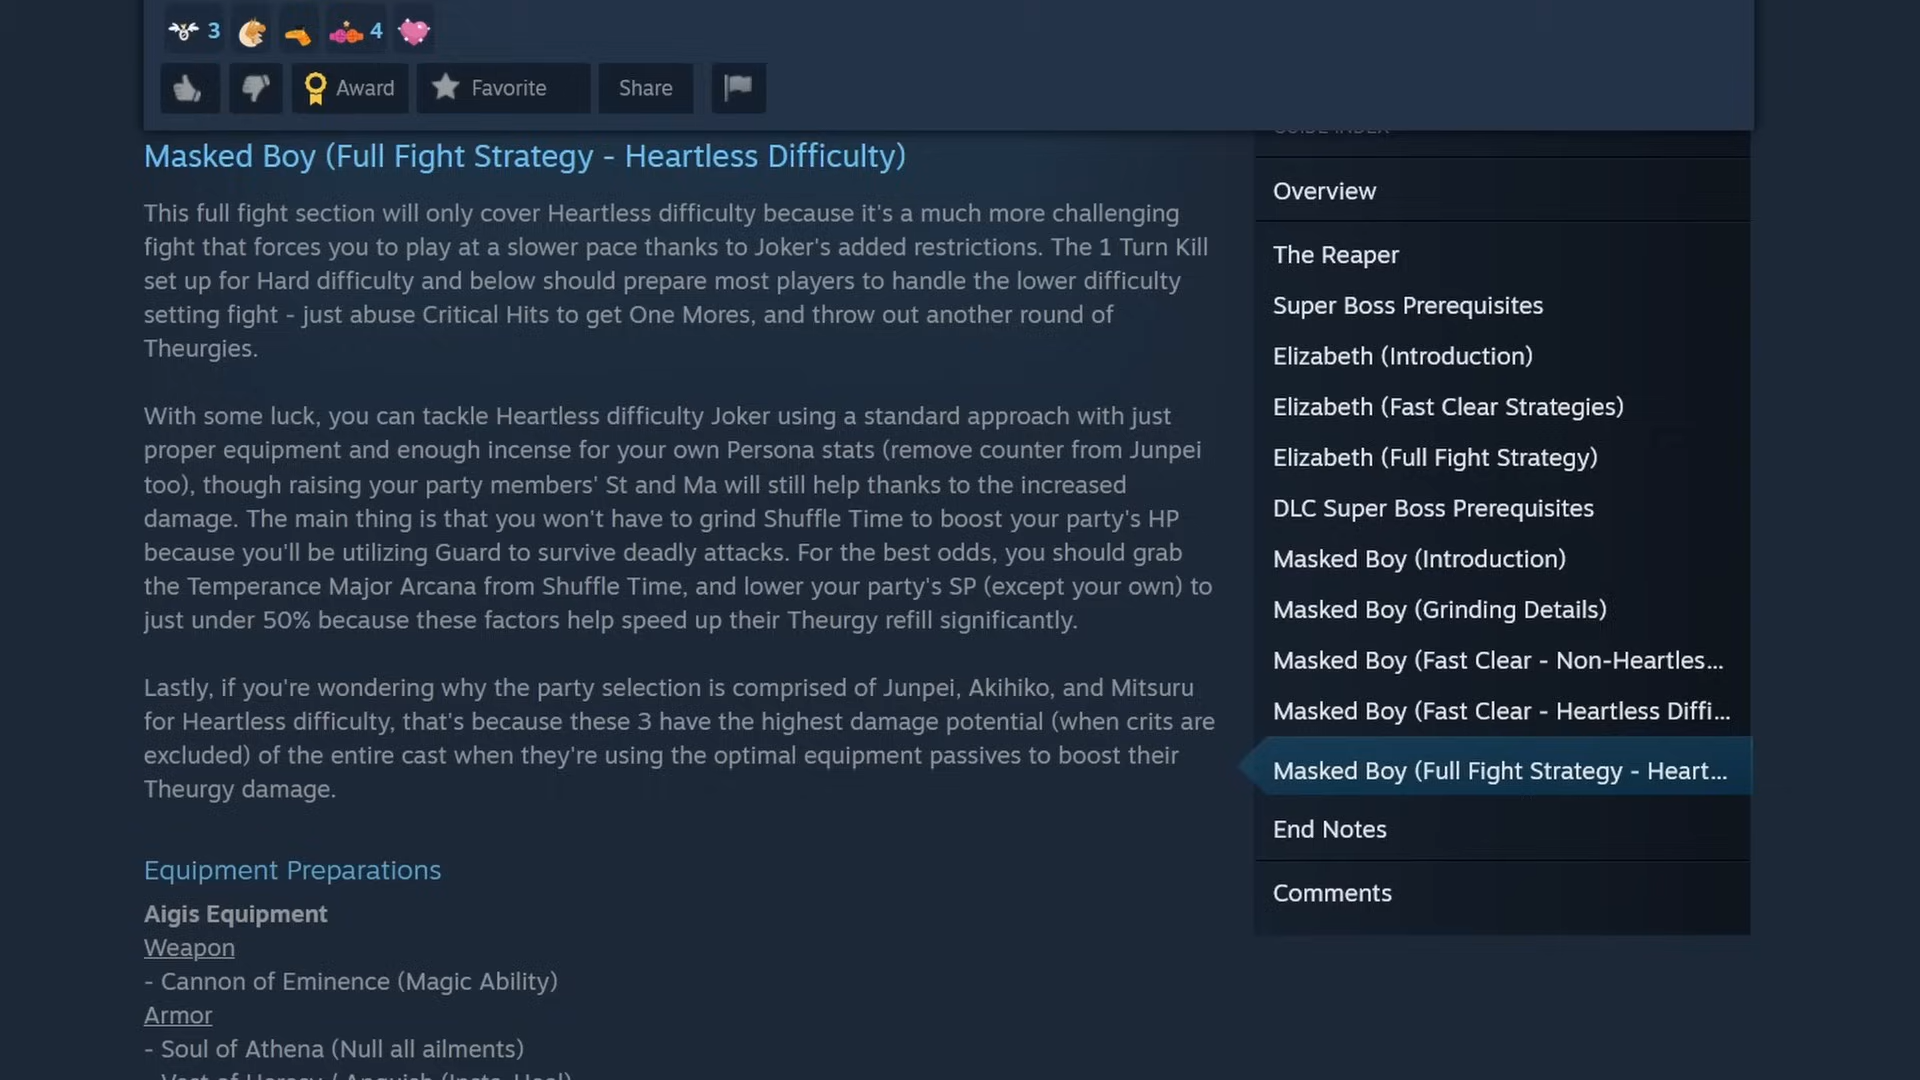 3
4
Award
Favorite
Share
GUIDE INDEX
Masked Boy (Full Fight Strategy - Heartless Difficulty)
This full fight section will only cover Heartless difficulty because it's a much more challenging
fight that forces you to play at a slower pace thanks to Joker's added restrictions. The 1 Turn Kill
set up for Hard difficulty and below should prepare most players to handle the lower difficulty
setting fight - just abuse Critical Hits to get One Mores, and throw out another round of
Theurgies.
With some luck, you can tackle Heartless difficulty Joker using a standard approach with just
proper equipment and enough incense for your own Persona stats (remove counter from Junpei
too), though raising your party members' St and Ma will still help thanks to the increased
damage. The main thing is that you won't have to grind Shuffle Time to boost your party's HP
because you'll be utilizing Guard to survive deadly attacks. For the best odds, you should grab
the Temperance Major Arcana from Shuffle Time, and lower your party's SP (except your own) to
just under 50% because these factors help speed up their Theurgy refill significantly.
Lastly, if you're wondering why the party selection is comprised of Junpei, Akihiko, and Mitsuru
for Heartless difficulty, that's because these 3 have the highest damage potential (when crits are
excluded) of the entire cast when they're using the optimal equipment passives to boost their
Theurgy damage.
Equipment Preparations
Aigis Equipment
Weapon
- Cannon of Eminence (Magic Ability)
Armor
- Soul of Athena (Null all ailments)
- Vest of Heresy / Anguish (Insta-Heal)
Overview
The Reaper
Super Boss Prerequisites
Elizabeth (Introduction)
Elizabeth (Fast Clear Strategies)
Elizabeth (Full Fight Strategy)
DLC Super Boss Prerequisites
Masked Boy (Introduction)
Masked Boy (Grinding Details)
Masked Boy (Fast Clear - Non-Heartles...
Masked Boy (Fast Clear - Heartless Diffi...
Masked Boy (Full Fight Strategy - Heart...
End Notes
Comments